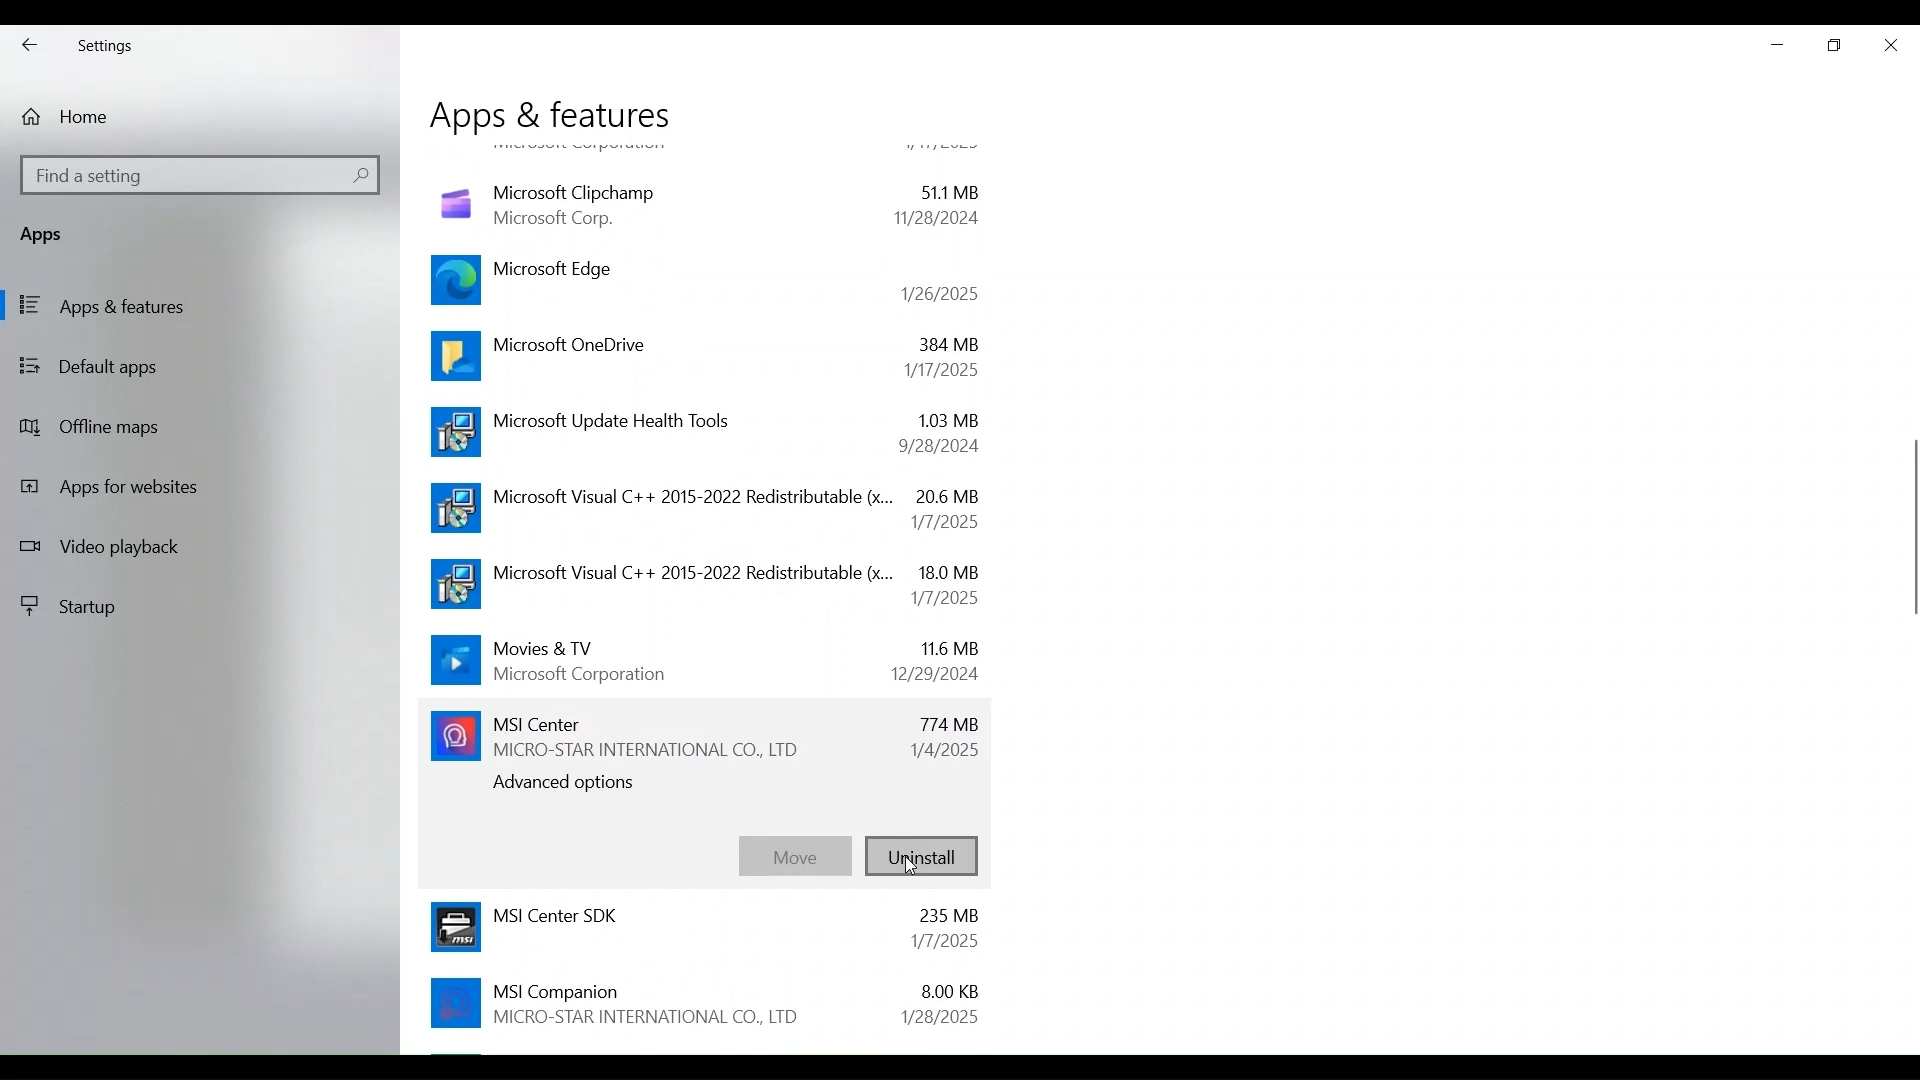 Settings
Home
Find a setting
Apps
Apps & features
Default apps
Offline maps
Apps for websites
Video playback
Startup
Apps & features
Microsoft Clipchamp 51.1 MB
Microsoft Corp. 11/28/2024
Microsoft Edge
1/26/2025
Microsoft OneDrive 384 MB
1/17/2025
Microsoft Update Health Tools 1.03 MB
9/28/2024
Microsoft Visual C++ 2015-2022 Redistributable (x... 20.6 MB
1/7/2025
Microsoft Visual C++ 2015-2022 Redistributable (x... 18.0 MB
1/7/2025
Movies & TV 11.6 MB
Microsoft Corporation 12/29/2024
MSI Center 774 MB
MICRO-STAR INTERNATIONAL CO., LTD 1/4/2025
Advanced options
Move Uninstall
msi
MSI Center SDK 235 MB
1/7/2025
MSI Companion 8.00 KB
MICRO-STAR INTERNATIONAL CO., LTD 1/28/2025